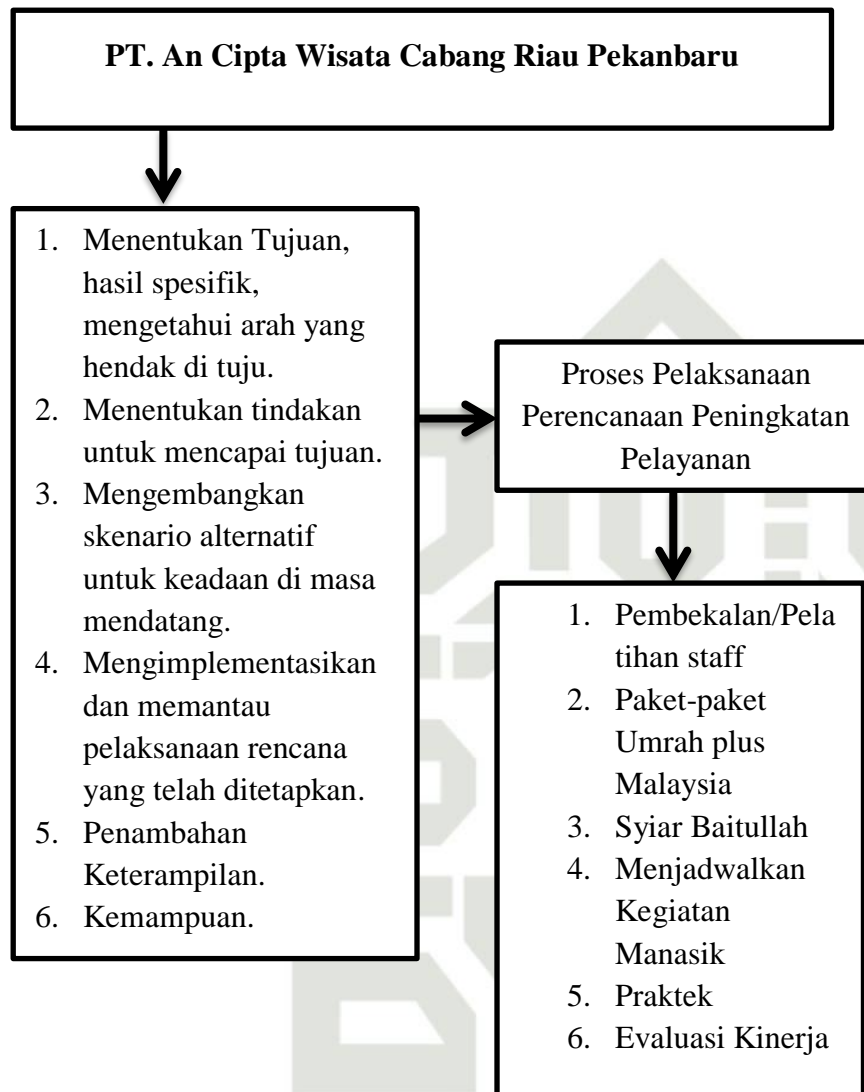 PT. An Cipta Wisata Cabang Riau Pekanbaru
1. Menentukan Tujuan,
hasil spesifik,
mengetahui arah yang
hendak di tuju.
2. Menentukan tindakan
untuk mencapai tujuan.
3. Mengembangkan
skenario alternatif
untuk keadaan di masa
mendatang.
4. Mengimplementasikan
dan memantau
pelaksanaan rencana
yang telah ditetapkan.
5. Penambahan
Keterampilan.
6. Kemampuan.
Proses Pelaksanaan
Perencanaan Peningkatan
Pelayanan
1. Pembekalan/Pela
tihan staff
2. Paket-paket
Umrah plus
Malaysia
3. Syiar Baitullah
4. Menjadwalkan
Kegiatan
Manasik
5. Praktek
6. Evaluasi Kinerja